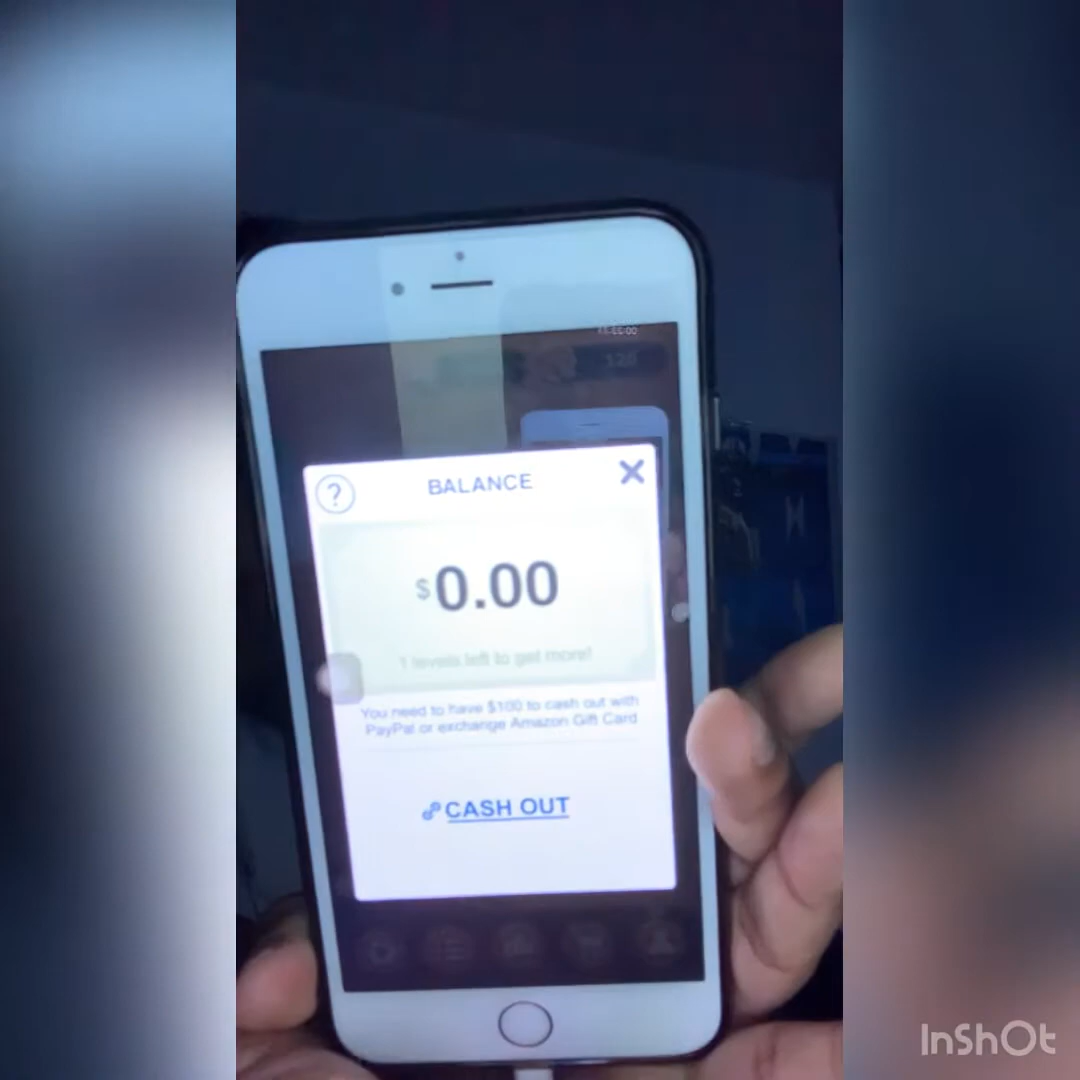 120
?
BALANCE
$0.00
1 levels left to get more!
You need to have $100 to cash out with
PayPal or exchange Amazon Gift Card
CASH OUT
InShOt